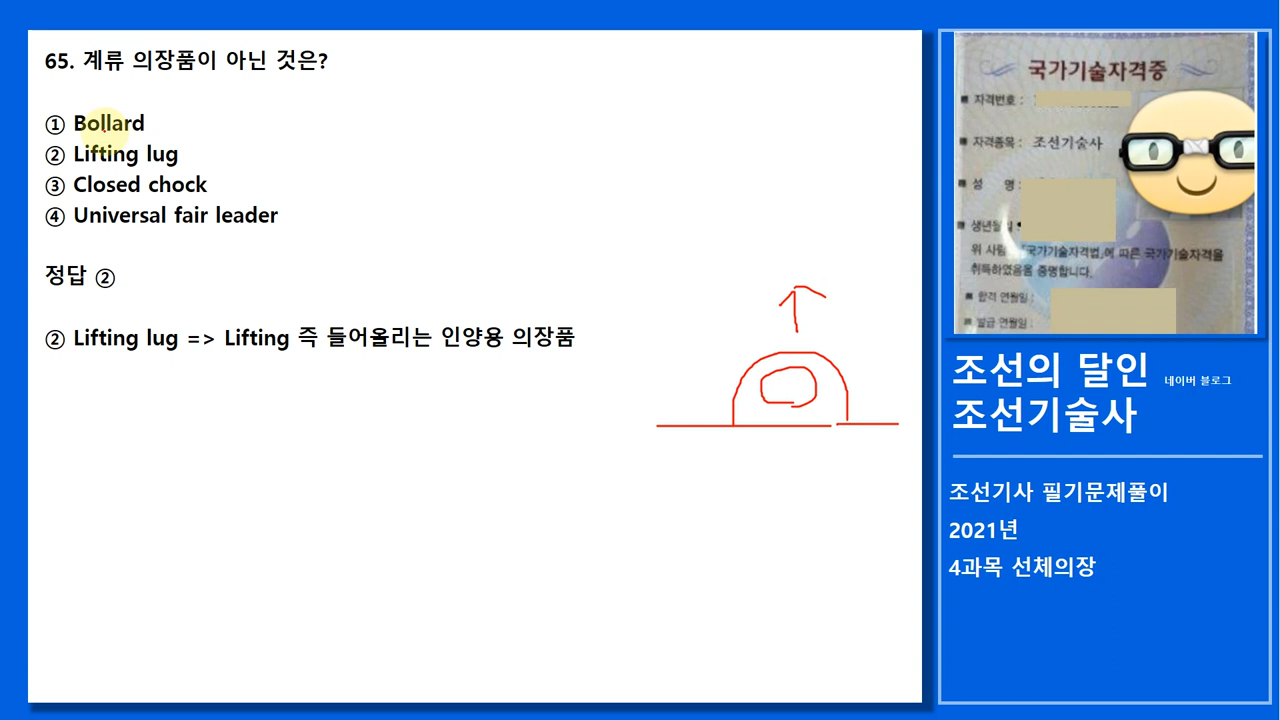 65. 계류 의장품이 아닌 것은?
① Bollard
② Lifting lug
③ Closed chock
④ Universal fair leader
정답 ②
② Lifting lug => Lifting 즉 들어올리는 인양용 의장품
국가기술자격증
■ 자격번호 :
■ 자격종목 : 조선기술사
■ 성 명 :
■ 생년월일 :
위 사람은 「국가기술자격법」에 따른 국가기술자격을
취득하였음을 증명합니다.
■ 합격 연월일 :
■ 발급 연월일 :
조선의 달인 네이버 블로그
조선기술사
조선기사 필기문제풀이
2021년
4과목 선체의장